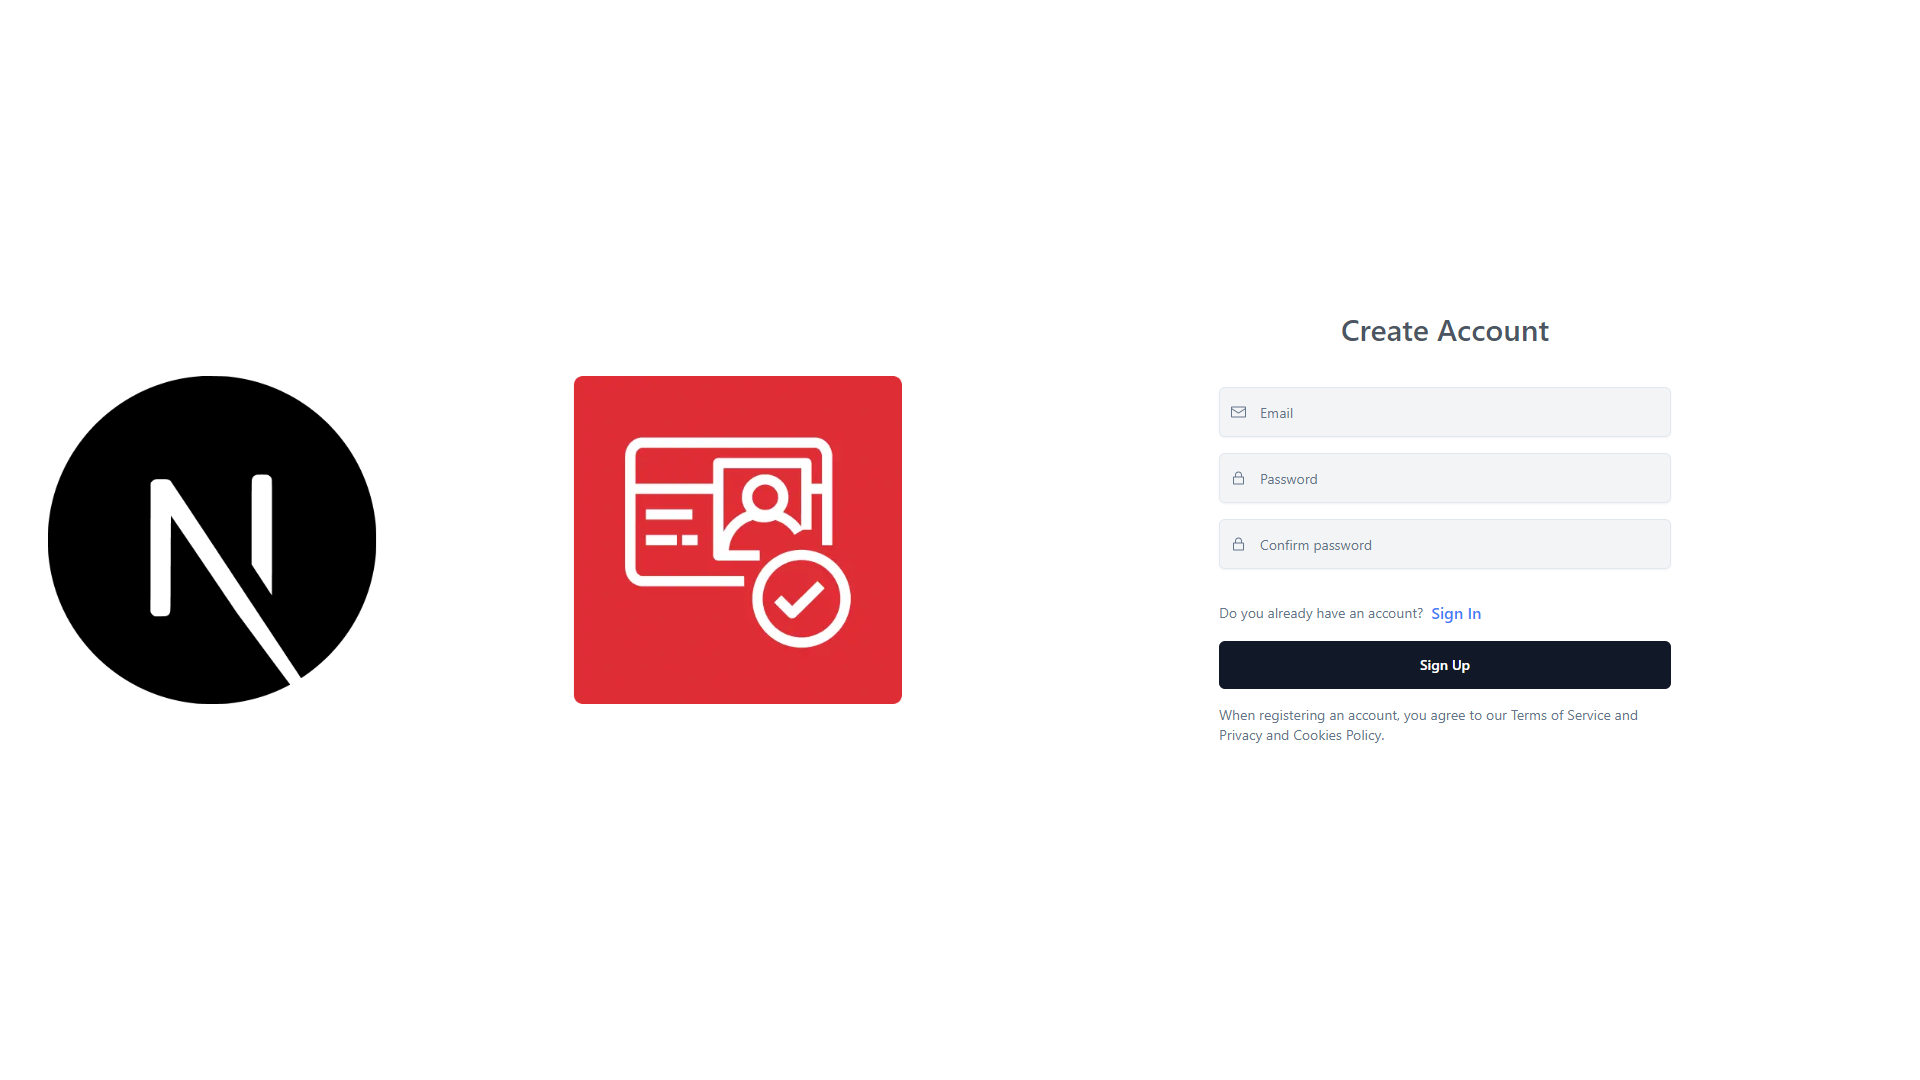 N
Create Account
Email
Password
Confirm password
Do you already have an account? Sign In
Sign Up
When registering an account, you agree to our Terms of Service and
Privacy and Cookies Policy.